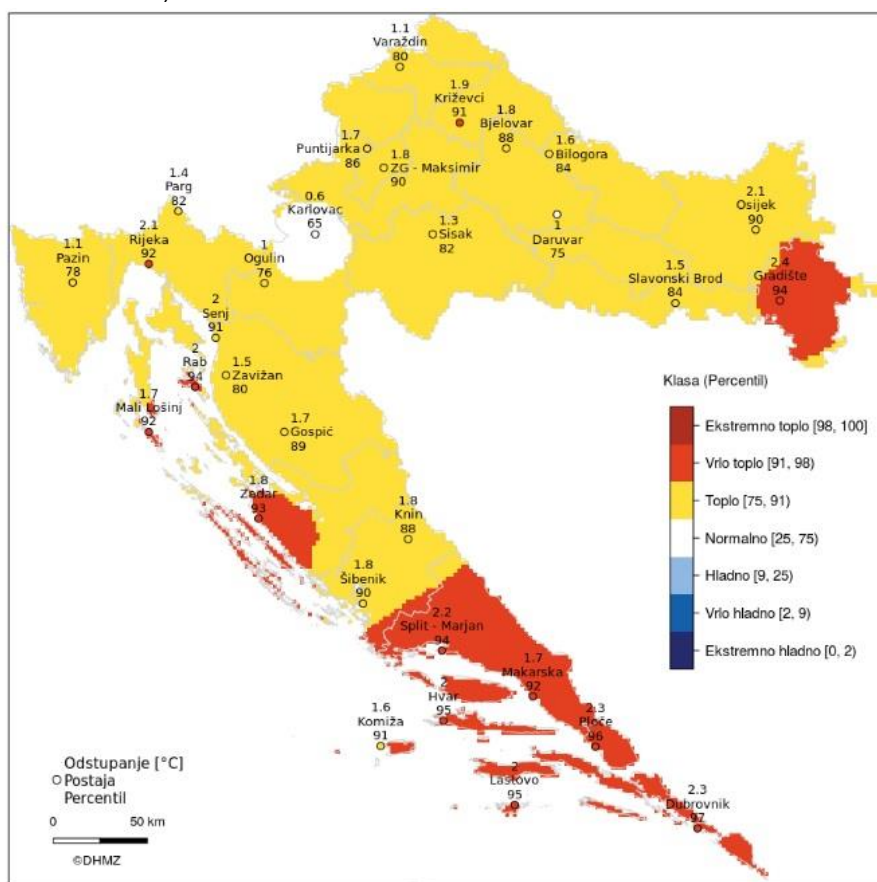 1.1
Varaždin
80
1.9
Križevci
91
1.8
Bjelovar
88
1.7
Puntijarka
86
1.8
ZG - Maksimir
90
1.6
Bilogora
84
1.4
Parg
82
0.6
Karlovac
65
2.1
Osijek
90
1.1
Pazin
78
2.1
Rijeka
92
1
Ogulin
76
1.3
Sisak
82
1
Daruvar
75
1.5
Slavonski Brod
84
2.4
Gradište
94
2
Senj
91
2
Rab
94
1.5
Zavižan
80
1.7
Mali Lošinj
92
1.7
Gospić
89
1.8
Zadar
93
1.8
Knin
88
1.8
Šibenik
90
2.2
Split - Marjan
94
1.7
Makarska
92
2
Hvar
95
1.6
Komiža
91
2.3
Ploče
96
2
Lastovo
95
2.3
Dubrovnik
97
Klasa (Percentil)
Ekstremno toplo [98, 100]
Vrlo toplo [91, 98)
Toplo [75, 91)
Normalno [25, 75)
Hladno [9, 25)
Vrlo hladno [2, 9)
Ekstremno hladno [0, 2)
Odstupanje [°C]
Postaja
Percentil
0 50 km
©DHMZ